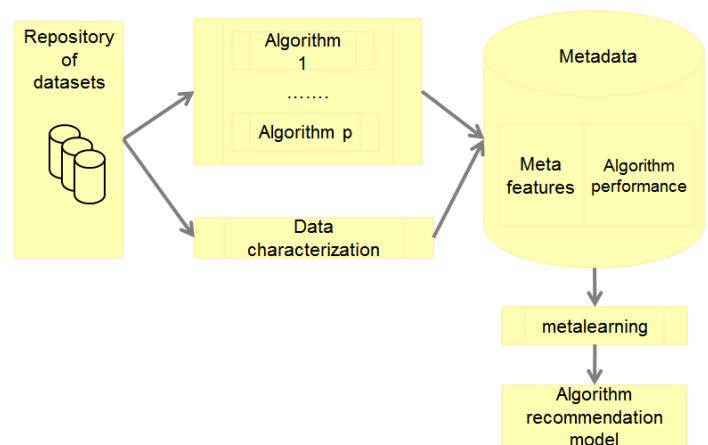 Repository
of
datasets
Algorithm
1
.......
Algorithm p
Data
characterization
Metadata
Meta
features
Algorithm
performance
metalearning
Algorithm
recommendation
model